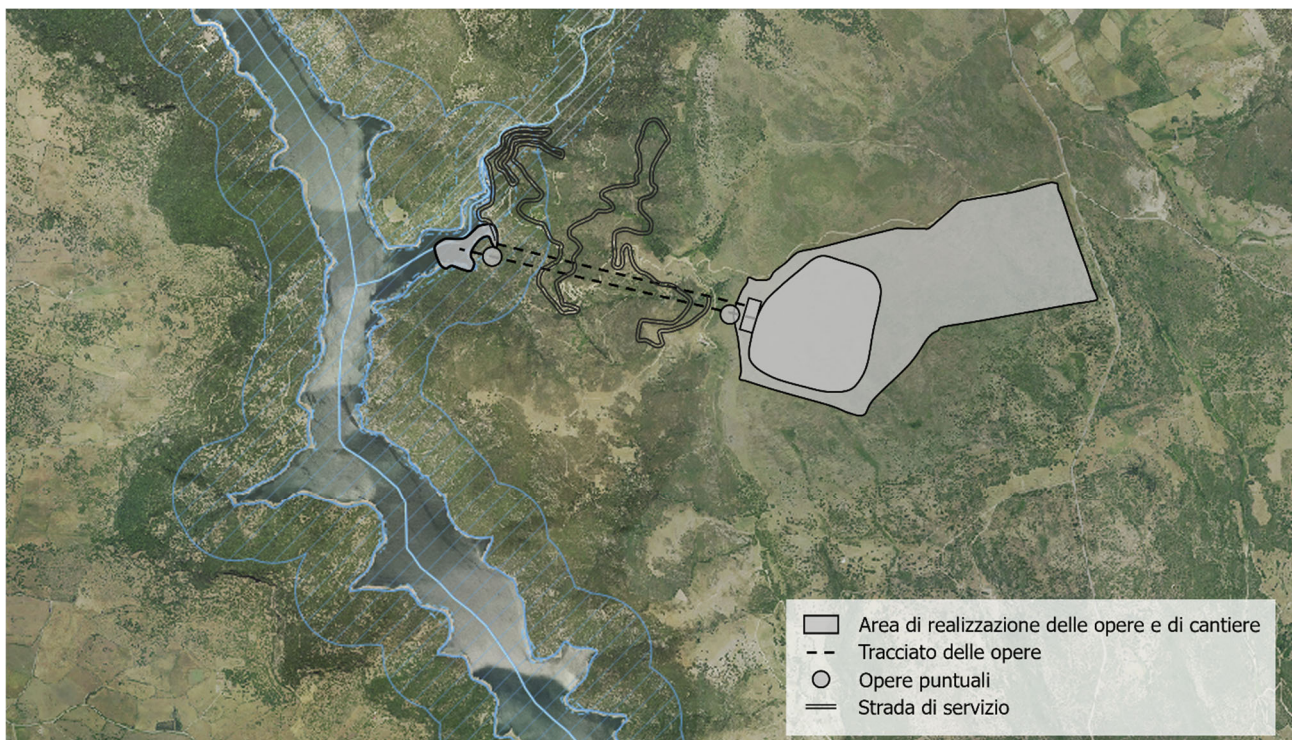 Area di realizzazione delle opere e di cantiere
Tracciato delle opere
Opere puntuali
Strada di servizio